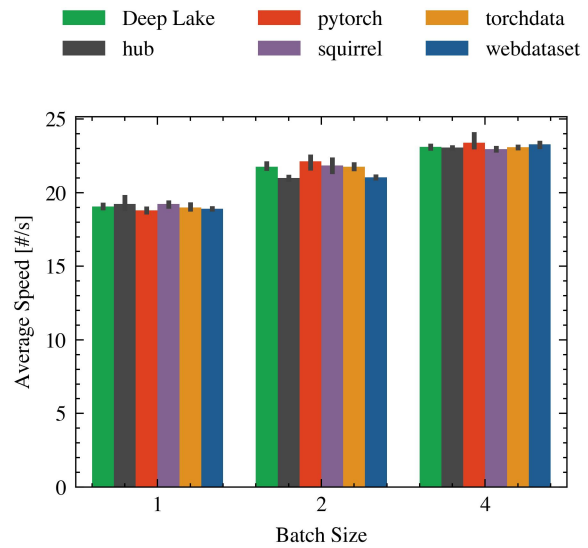 Deep Lake pytorch torchdata
hub squirrel webdataset
25
20
15
10
5
0
Average Speed [#/s]
1 2 4
Batch Size